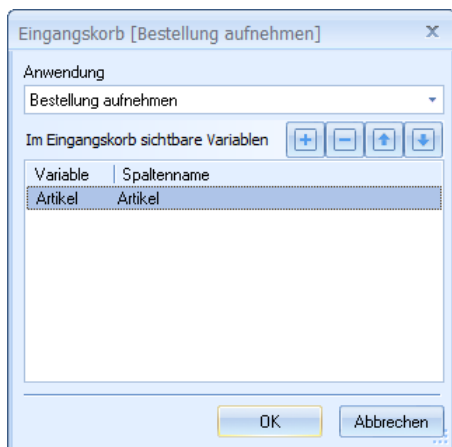 Eingangskorb [Bestellung aufnehmen]
Anwendung
Bestellung aufnehmen
Im Eingangskorb sichtbare Variablen
Variable Spaltenname
Artikel Artikel
OK Abbrechen